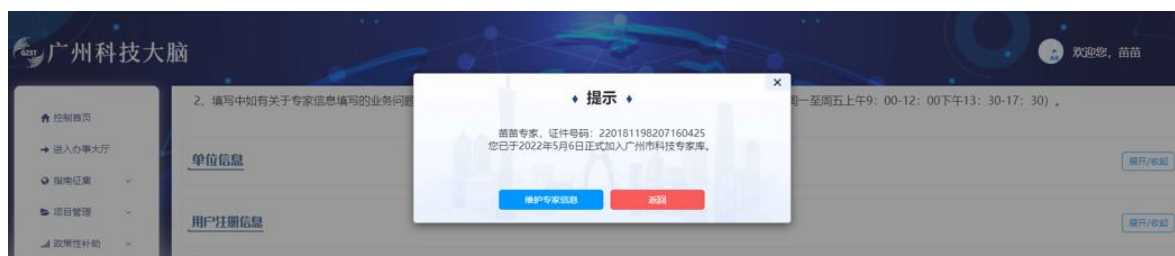 GZST 广州科技大脑
欢迎您，苗苗
2、填写中如有关于专家信息填写的业务问题
周一至周五上午9：00-12：00下午13：30-17：30）。
提示
×
苗苗专家，证件号码：220181198207160425
您已于2022年5月6日正式加入广州市科技专家库。
维护专家信息 返回
控制首页
进入办事大厅
指南征集
项目管理
政策性补助
单位信息 展开/收起
用户注册信息 展开/收起